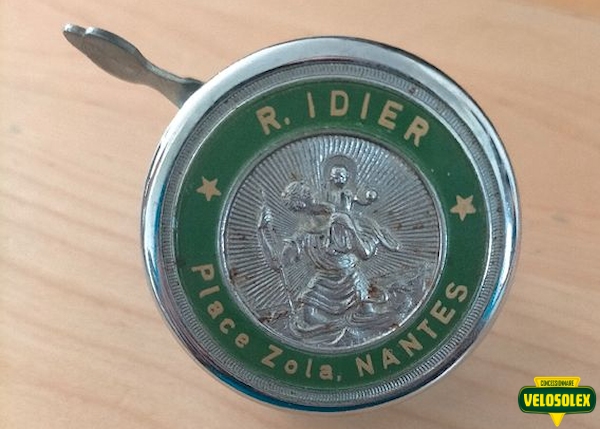 R. IDIER
Place Zola, NANTES
CONCESSIONNAIRE
VELOSOLEX